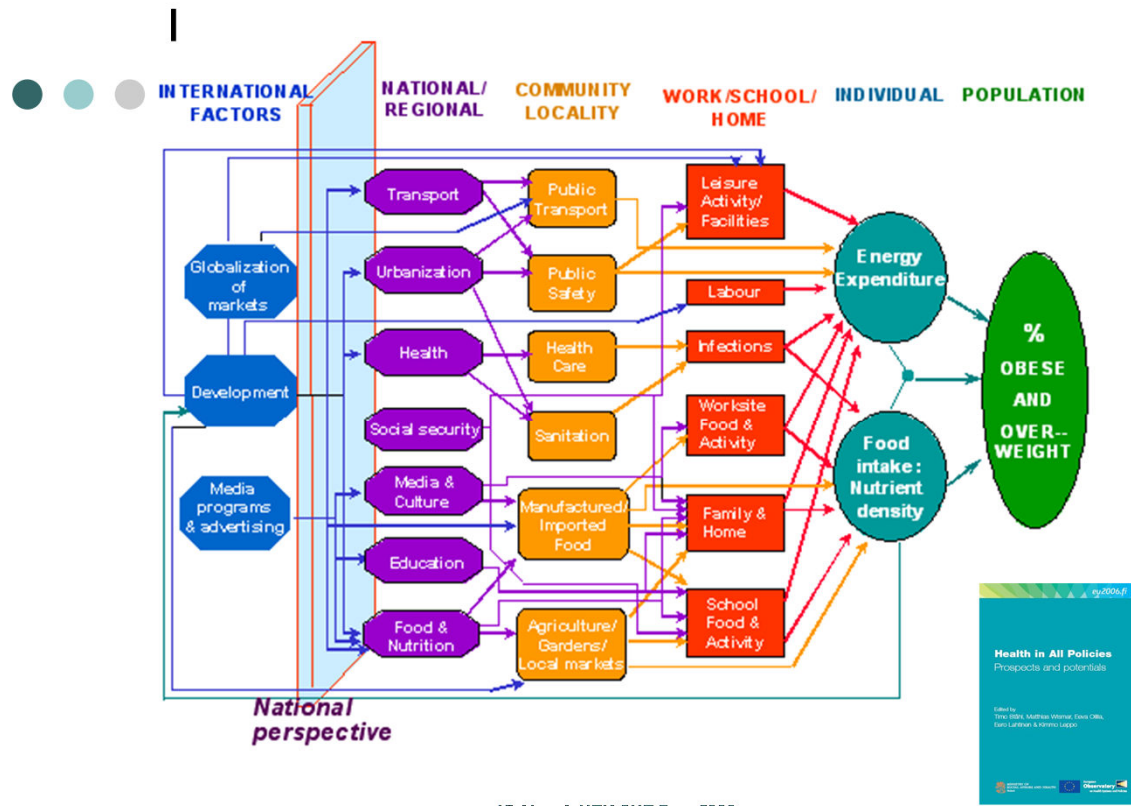 INTERNATIONAL
FACTORS
NATIONAL/
REGIONAL
COMMUNITY
LOCALITY
WORK/SCHOOL/
HOME
INDIVIDUAL
POPULATION
Globalization
of
markets
Development
Media
programs
& advertising
Transport
Urbanization
Health
Social security
Media &
Culture
Education
Food &
Nutrition
National
perspective
Public
Transport
Public
Safety
Health
Care
Sanitation
Manufactured/
Imported
Food
Agriculture/
Gardens/
Local markets
Leisure
Activity/
Facilities
Labour
Infections
Worksite
Food &
Activity
Family &
Home
School
Food &
Activity
Energy
Expenditure
Food
intake:
Nutrient
density
%
OBESE
AND
OVER--
WEIGHT
Health in All Policies
Prospects and potentials
Edited by
Observatory